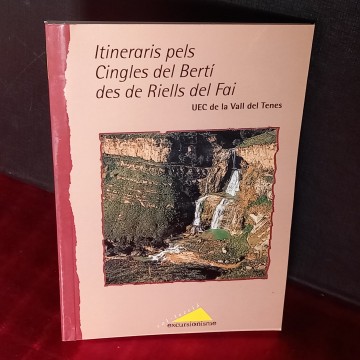 Itineraris pels
Cingles del Bertí
des de Riells del Fai
UEC de la Vall del Tenes
excursionisme